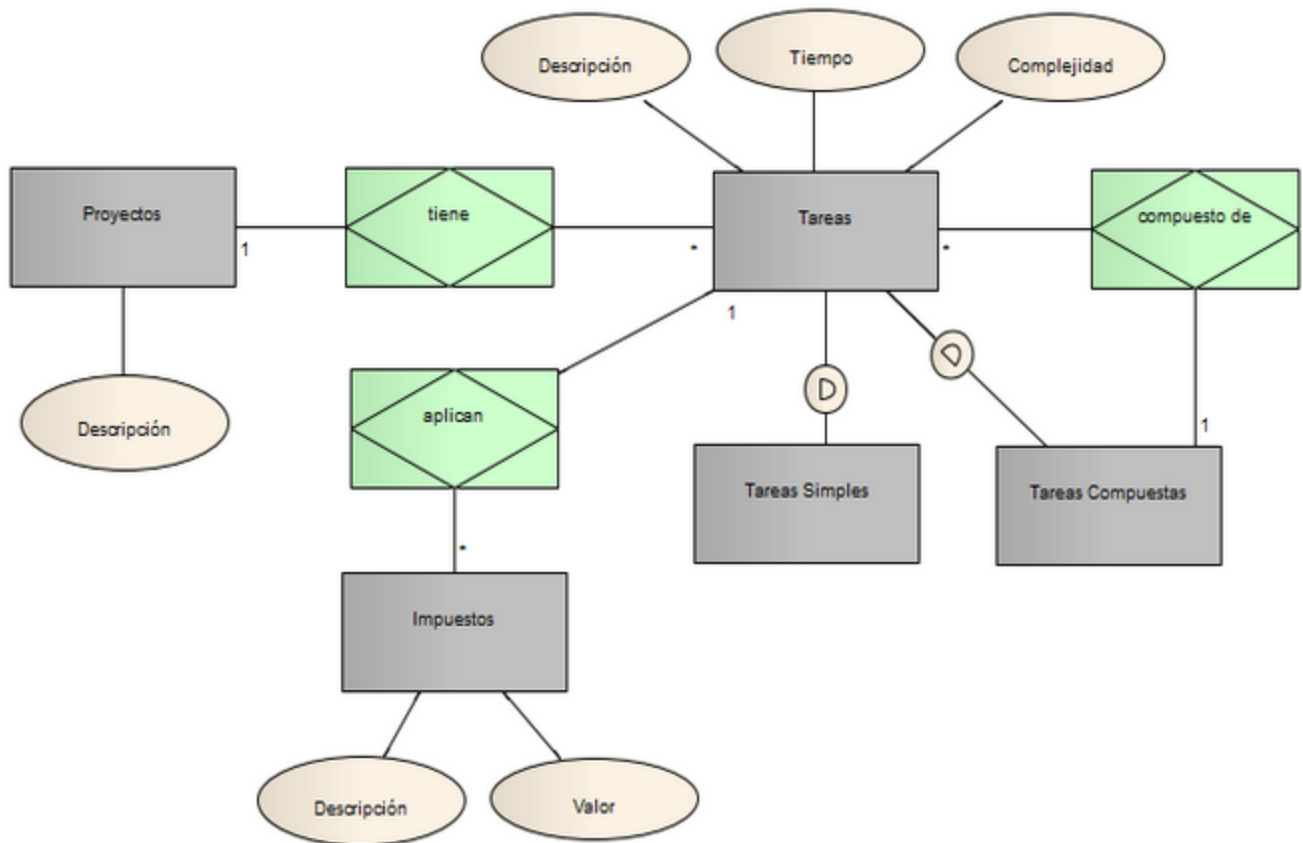 Descripción
Tiempo
Complejidad
Proyectos
tiene
Tareas
compuesto de
1
*
*
1
Descripción
aplican
D
D
1
Tareas Simples
Tareas Compuestas
*
Impuestos
Descripción
Valor